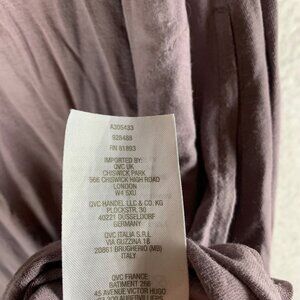 A305433
928488
RN 81893
IMPORTED BY:
QVC UK
CHISWICK PARK
566 CHISWICK HIGH ROAD
LONDON
W4 5XU
QVC HANDEL LLC & CO. KG
PLOCKSTR. 30
40221 DUSSELDORF
GERMANY
QVC ITALIA S.R.L.
VIA GUZZINA 18
20861 BRUGHERIO (MB)
ITALY
QVC FRANCE:
BATIMENT 266
45 AVENUE VICTOR HUGO